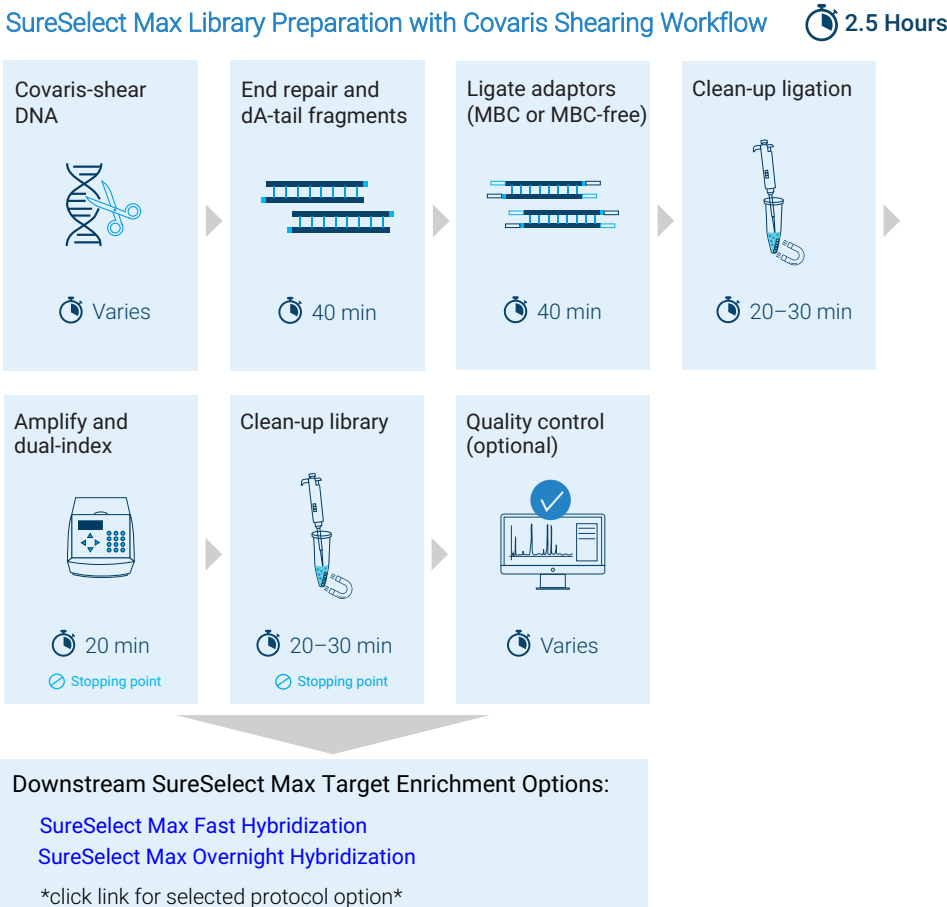 SureSelect Max Library Preparation with Covaris Shearing Workflow
2.5 Hours
Covaris-shear
DNA
Varies
End repair and
dA-tail fragments
40 min
Ligate adaptors
(MBC or MBC-free)
40 min
Clean-up ligation
20–30 min
Amplify and
dual-index
20 min
Stopping point
Clean-up library
20–30 min
Stopping point
Quality control
(optional)
Varies
Downstream SureSelect Max Target Enrichment Options:
SureSelect Max Fast Hybridization
SureSelect Max Overnight Hybridization
*click link for selected protocol option*